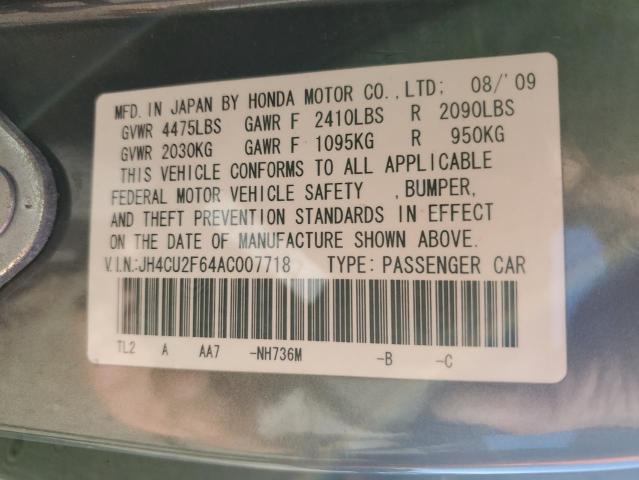 MFD. IN JAPAN BY HONDA MOTOR CO.,LTD; 08/'09
GVWR 4475LBS GAWR F 2410LBS R 2090LBS
GVWR 2030KG GAWR F 1095KG R 950KG
THIS VEHICLE CONFORMS TO ALL APPLICABLE
FEDERAL MOTOR VEHICLE SAFETY ,BUMPER,
AND THEFT PREVENTION STANDARDS IN EFFECT
ON THE DATE OF MANUFACTURE SHOWN ABOVE.
V.I.N.:JH4CU2F64AC007718 TYPE: PASSENGER CAR
TL2 A AA7 -NH736M -B -C